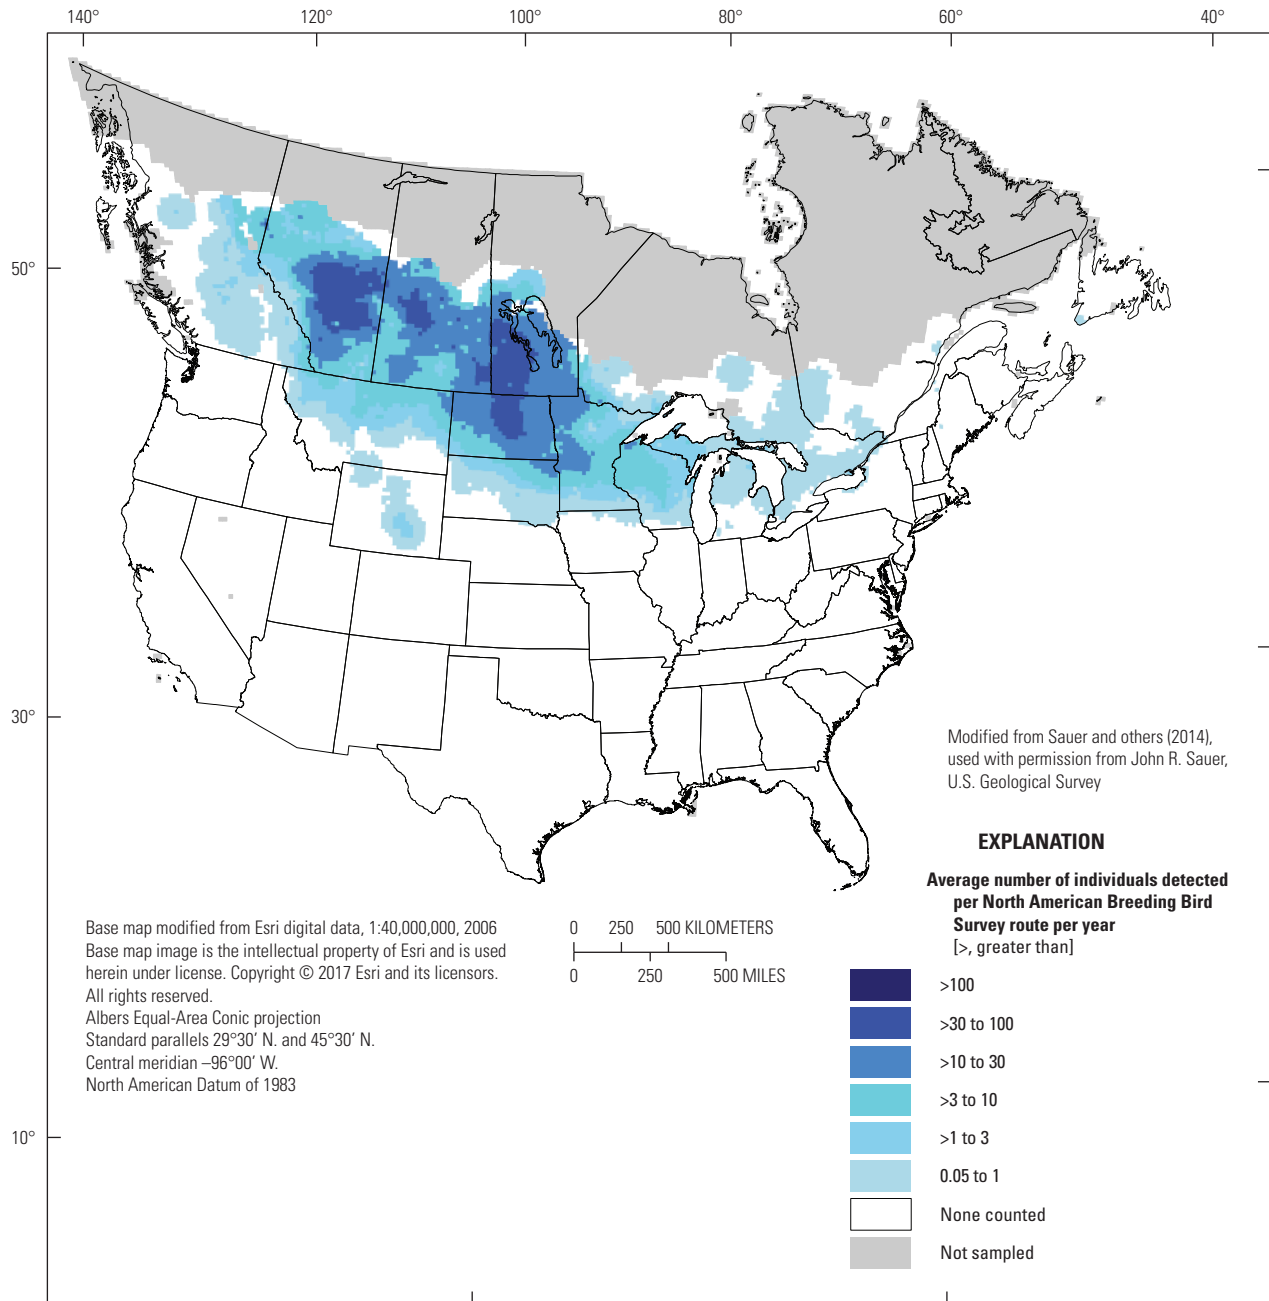 140° 120° 100° 80° 60° 40°
50°
30°
10°
Modified from Sauer and others (2014),
used with permission from John R. Sauer,
U.S. Geological Survey
EXPLANATION
Average number of individuals detected
per North American Breeding Bird
Survey route per year
[>, greater than]
>100
>30 to 100
>10 to 30
>3 to 10
>1 to 3
0.05 to 1
None counted
Not sampled
Base map modified from Esri digital data, 1:40,000,000, 2006
Base map image is the intellectual property of Esri and is used
herein under license. Copyright © 2017 Esri and its licensors.
All rights reserved.
Albers Equal-Area Conic projection
Standard parallels 29°30′ N. and 45°30′ N.
Central meridian –96°00′ W.
North American Datum of 1983
0 250 500 KILOMETERS
0 250 500 MILES